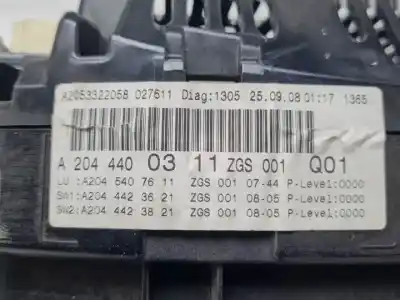 A2C53322058 027611 Diag:1305 25.09.08 01:17 1365
A 204 440 03 11 ZGS 001 Q01
LU :A204 540 76 11 ZGS 001 07-44 P-Level:0000
SW1:A204 442 36 21 ZGS 001 08-05 P-Level:0000
SW2:A204 442 38 21 ZGS 001 08-05 P-Level:0000